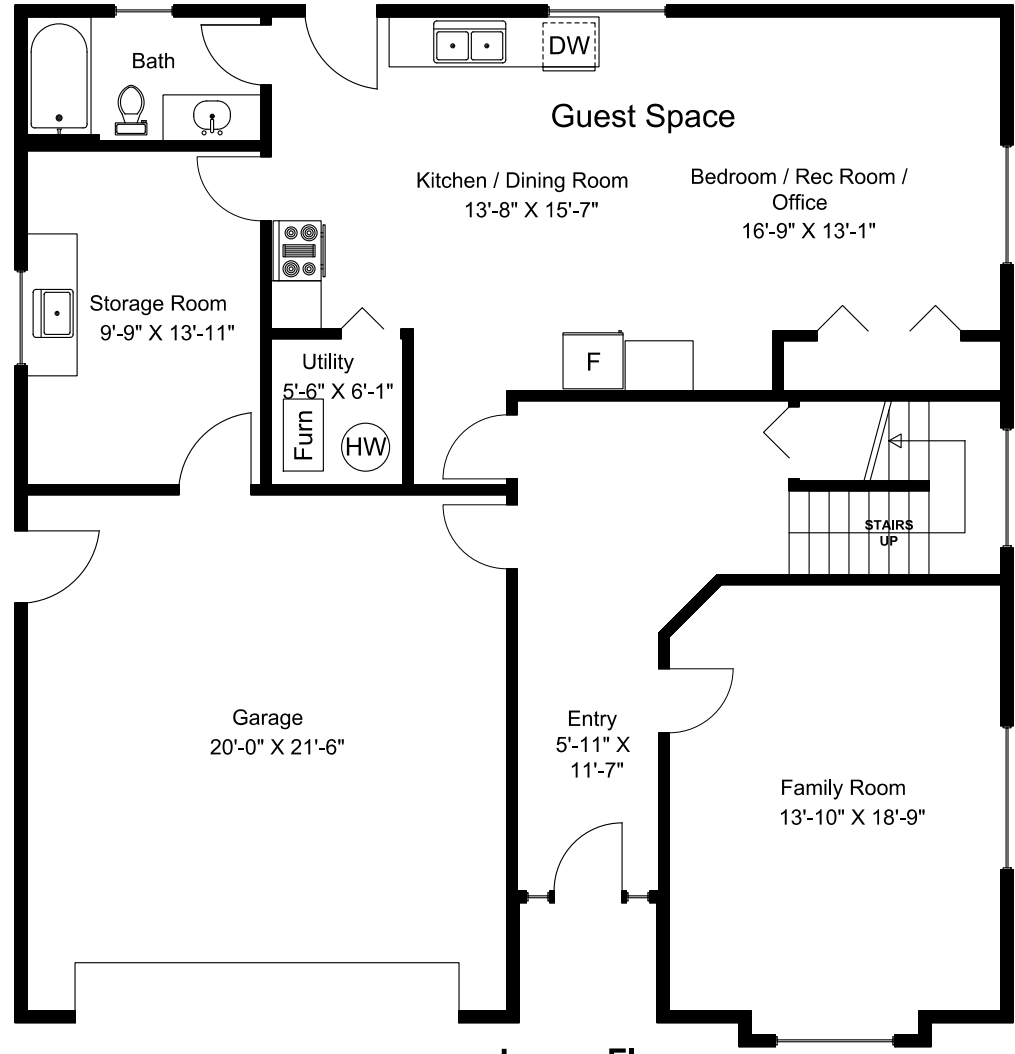 Bath
DW
Guest Space
Kitchen / Dining Room
13'-8" X 15'-7"
Bedroom / Rec Room /
Office
16'-9" X 13'-1"
Storage Room
9'-9" X 13'-11"
Utility
5'-6" X 6'-1"
Furn
HW
F
STAIRS
UP
Garage
20'-0" X 21'-6"
Entry
5'-11" X
11'-7"
Family Room
13'-10" X 18'-9"